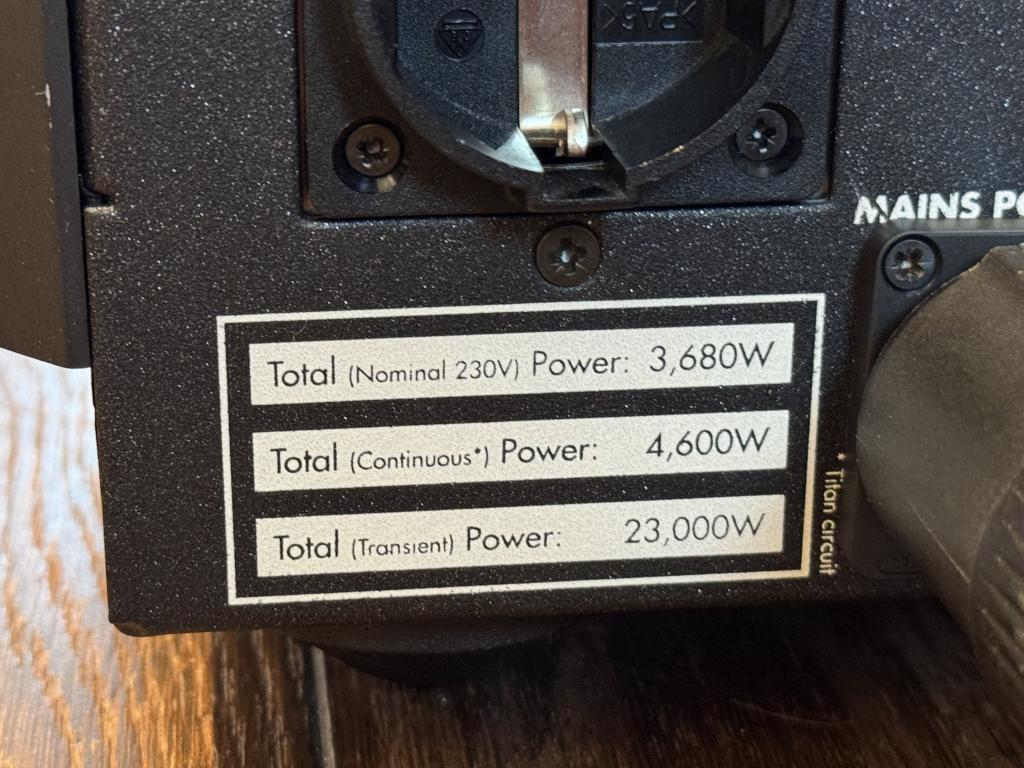 >PA6<
MAINS PO
Total (Nominal 230V) Power: 3,680W
Total (Continuous*) Power: 4,600W
Total (Transient) Power: 23,000W
* Titan circuit